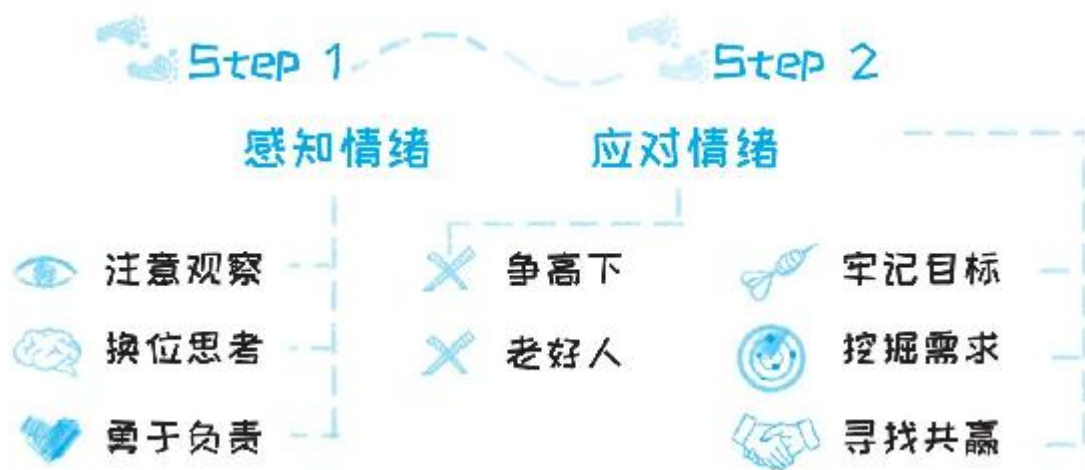 Step 1
Step 2
感知情绪
应对情绪
注意观察
争高下
牢记目标
换位思考
老好人
挖掘需求
勇于负责
寻找共赢